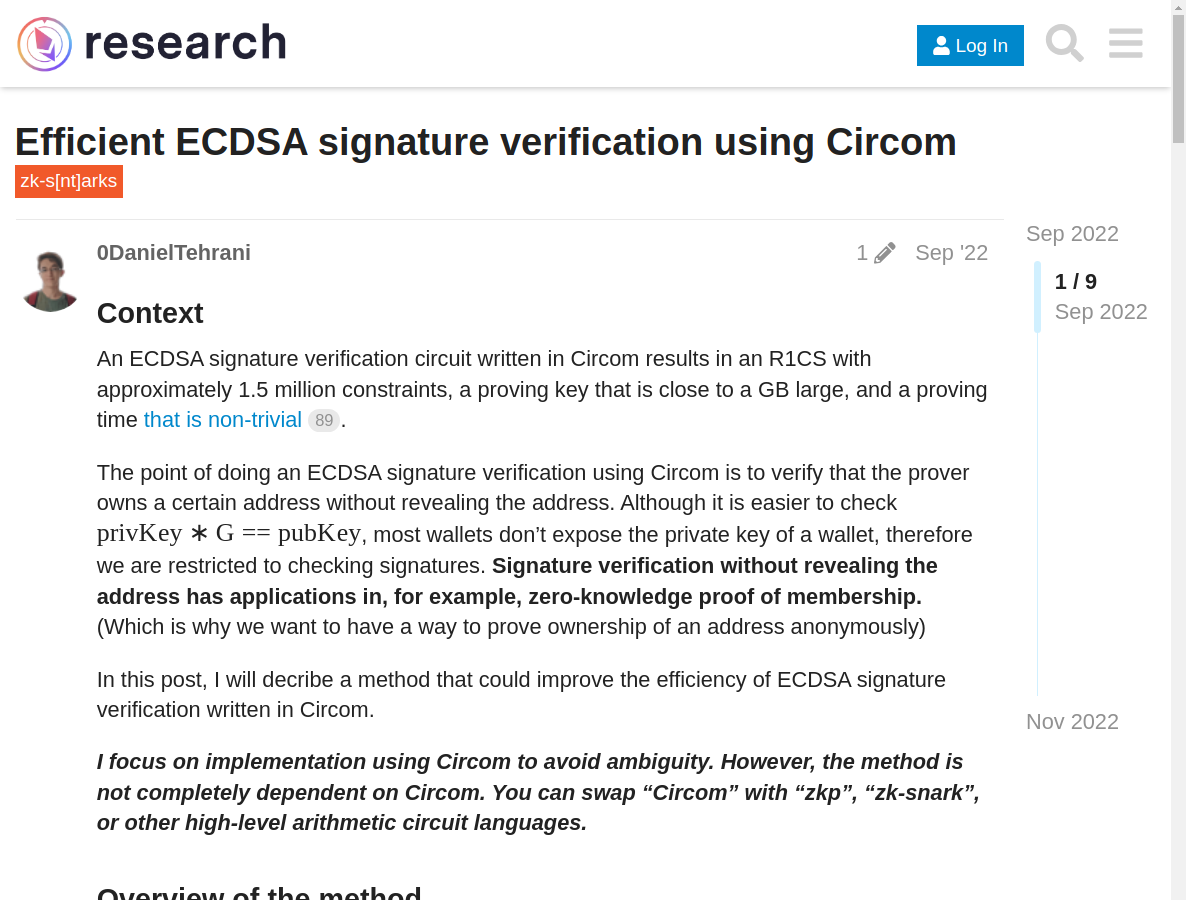 research
Log In
Efficient ECDSA signature verification using Circom
zk-s[nt]arks
0DanielTehrani
1
Sep '22
Sep 2022
1 / 9
Sep 2022
Context
An ECDSA signature verification circuit written in Circom results in an R1CS with
approximately 1.5 million constraints, a proving key that is close to a GB large, and a proving
time that is non-trivial 89.
The point of doing an ECDSA signature verification using Circom is to verify that the prover
owns a certain address without revealing the address. Although it is easier to check
privKey ∗ G == pubKey, most wallets don’t expose the private key of a wallet, therefore
we are restricted to checking signatures. Signature verification without revealing the
address has applications in, for example, zero-knowledge proof of membership.
(Which is why we want to have a way to prove ownership of an address anonymously)
In this post, I will decribe a method that could improve the efficiency of ECDSA signature
verification written in Circom.
Nov 2022
I focus on implementation using Circom to avoid ambiguity. However, the method is
not completely dependent on Circom. You can swap “Circom” with “zkp”, “zk-snark”,
or other high-level arithmetic circuit languages.
Overview of the method